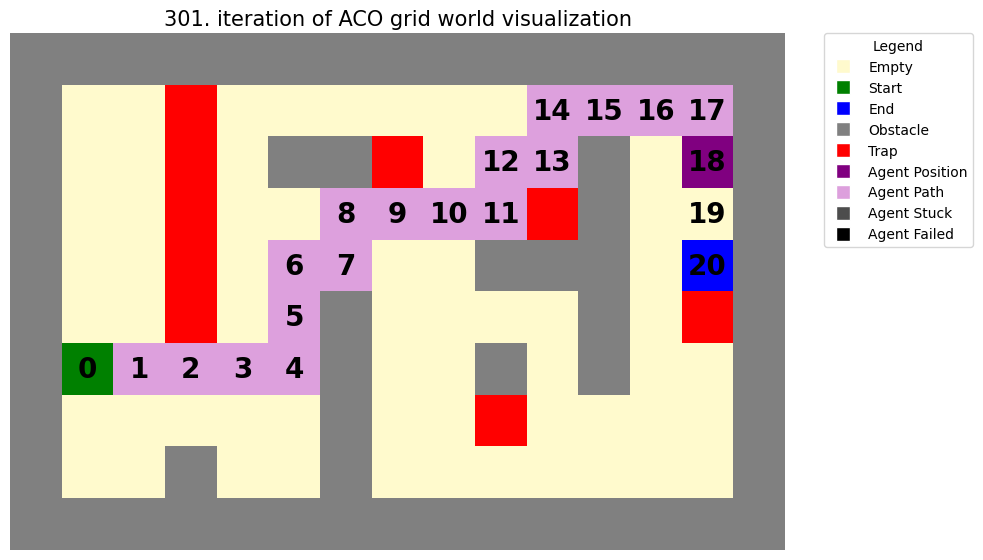 301. iteration of ACO grid world visualization
Legend
Empty
Start
End
Obstacle
Trap
Agent Position
Agent Path
Agent Stuck
Agent Failed
14 15 16 17
12 13 18
8 9 10 11 19
6 7 20
5
0 1 2 3 4